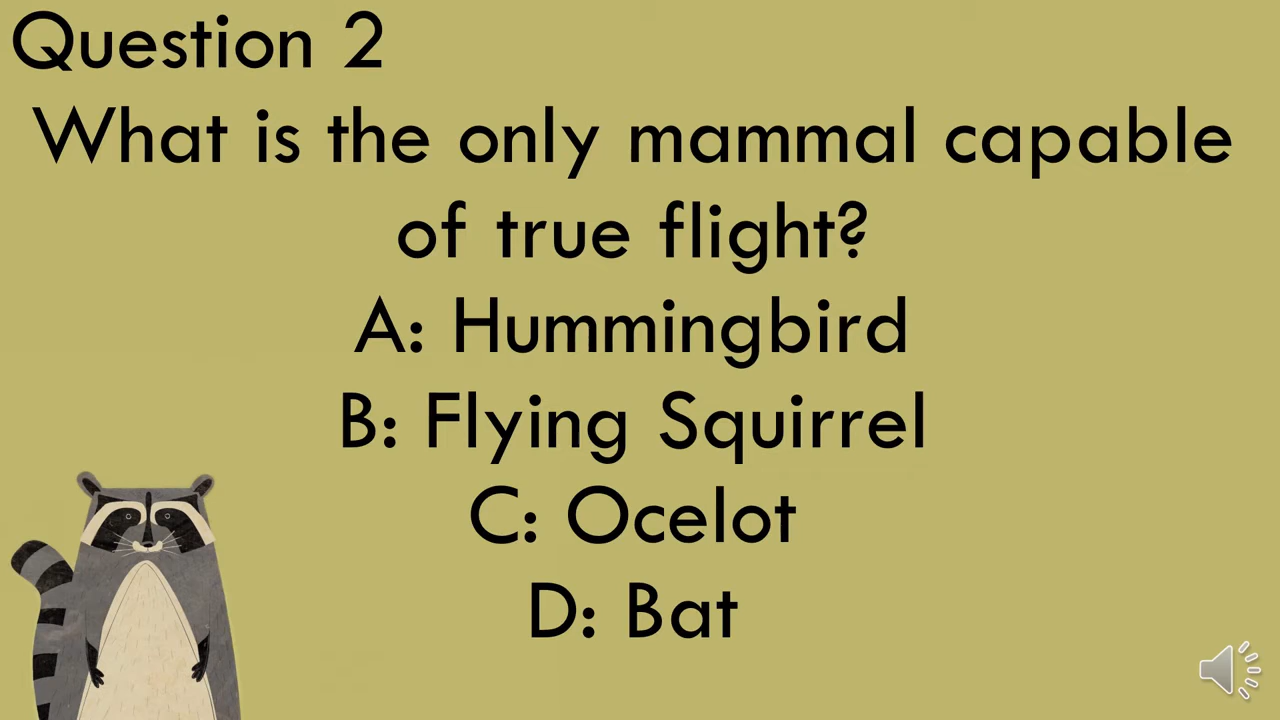 Question 2
What is the only mammal capable
of true flight?
A: Hummingbird
B: Flying Squirrel
C: Ocelot
D: Bat